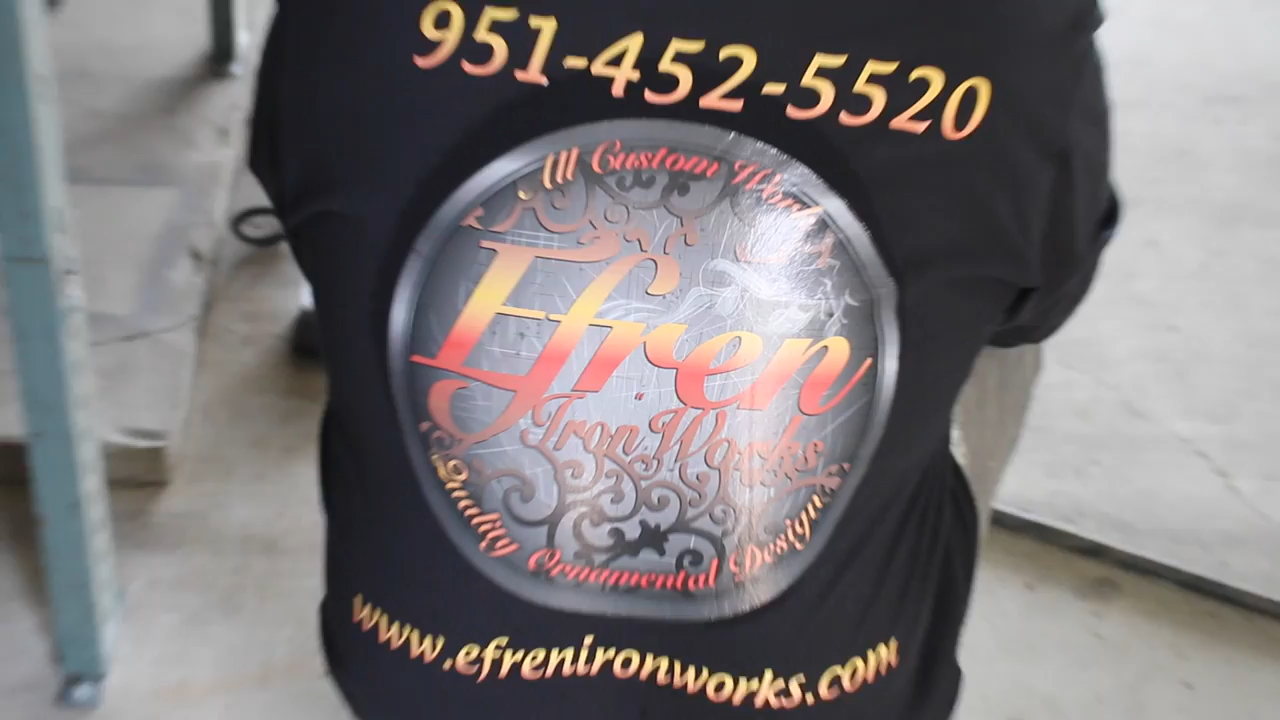 951-452-5520
All Custom Work
Efren
Iron Works
Quality Ornamental Designs
www.efrenironworks.com